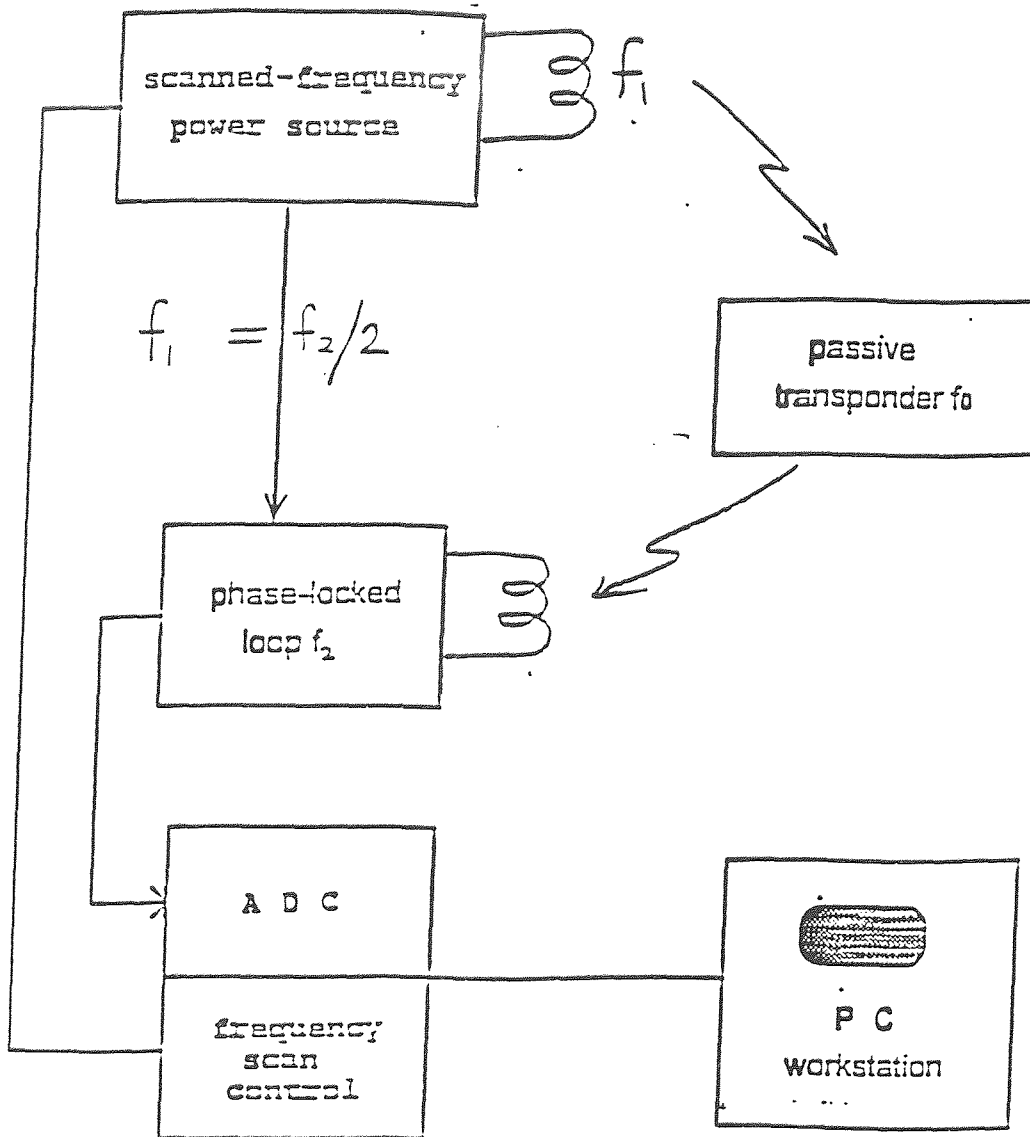 scanned-frequency
power source
f₁
f₁ = f₂/2
passive
transponder f0
phase-locked
loop f₂
A D C
frequency
scan
control
P C
workstation